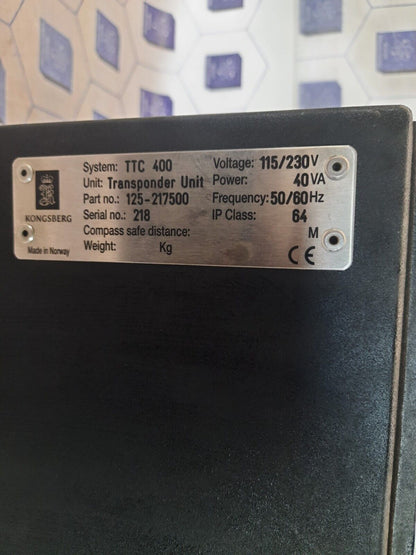 System: TTC 400
Unit: Transponder Unit
Part no.: 125-217500
Serial no.: 218
Compass safe distance: M
Weight: Kg
Voltage: 115/230V
Power: 40VA
Frequency: 50/60Hz
IP Class: 64
KONGSBERG
Made in Norway
CE